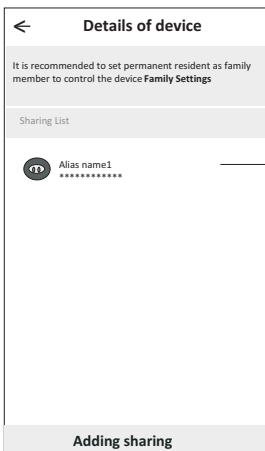 Details of device
It is recommended to set permanent resident as family
member to control the device Family Settings
Sharing List
Alias name1
************
Adding sharing